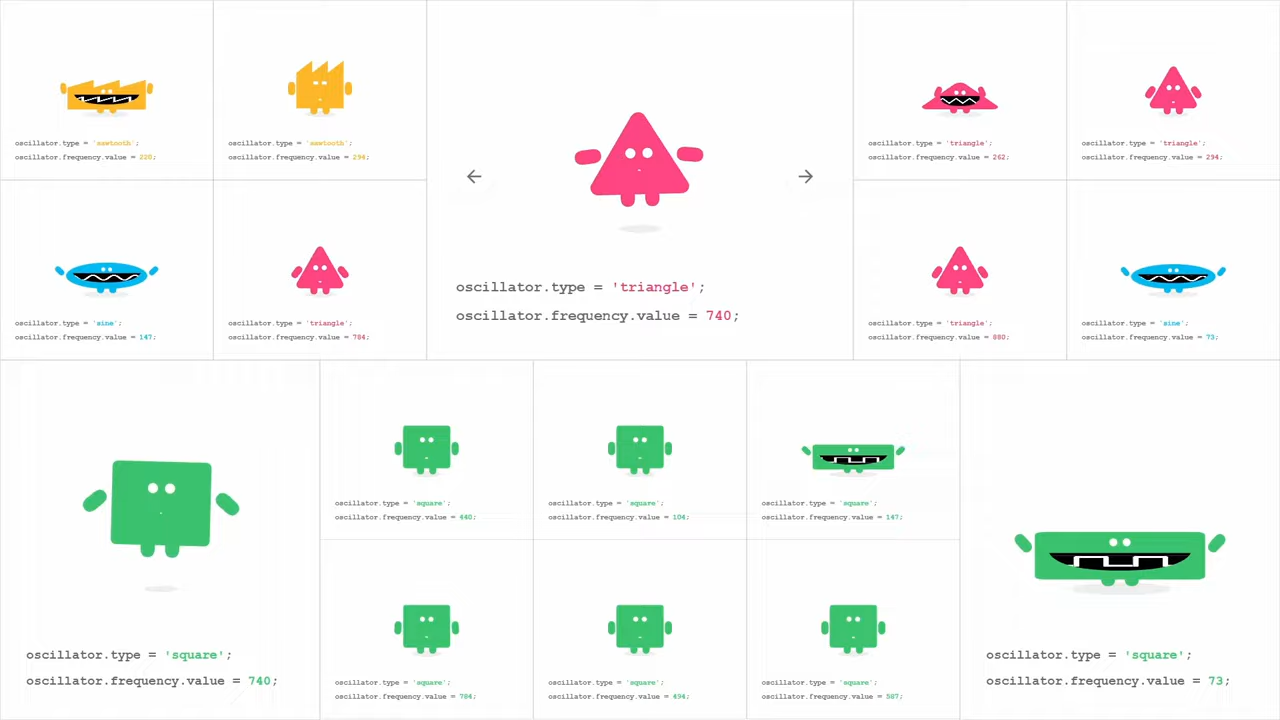 oscillator.type = 'sawtooth';
oscillator.frequency.value = 220;
oscillator.type = 'sawtooth';
oscillator.frequency.value = 294;
oscillator.type = 'triangle';
oscillator.frequency.value = 740;
oscillator.type = 'triangle';
oscillator.frequency.value = 262;
oscillator.type = 'triangle';
oscillator.frequency.value = 294;
oscillator.type = 'sine';
oscillator.frequency.value = 147;
oscillator.type = 'triangle';
oscillator.frequency.value = 784;
oscillator.type = 'triangle';
oscillator.frequency.value = 880;
oscillator.type = 'sine';
oscillator.frequency.value = 73;
oscillator.type = 'square';
oscillator.frequency.value = 740;
oscillator.type = 'square';
oscillator.frequency.value = 440;
oscillator.type = 'square';
oscillator.frequency.value = 104;
oscillator.type = 'square';
oscillator.frequency.value = 147;
oscillator.type = 'square';
oscillator.frequency.value = 784;
oscillator.type = 'square';
oscillator.frequency.value = 494;
oscillator.type = 'square';
oscillator.frequency.value = 587;
oscillator.type = 'square';
oscillator.frequency.value = 73;